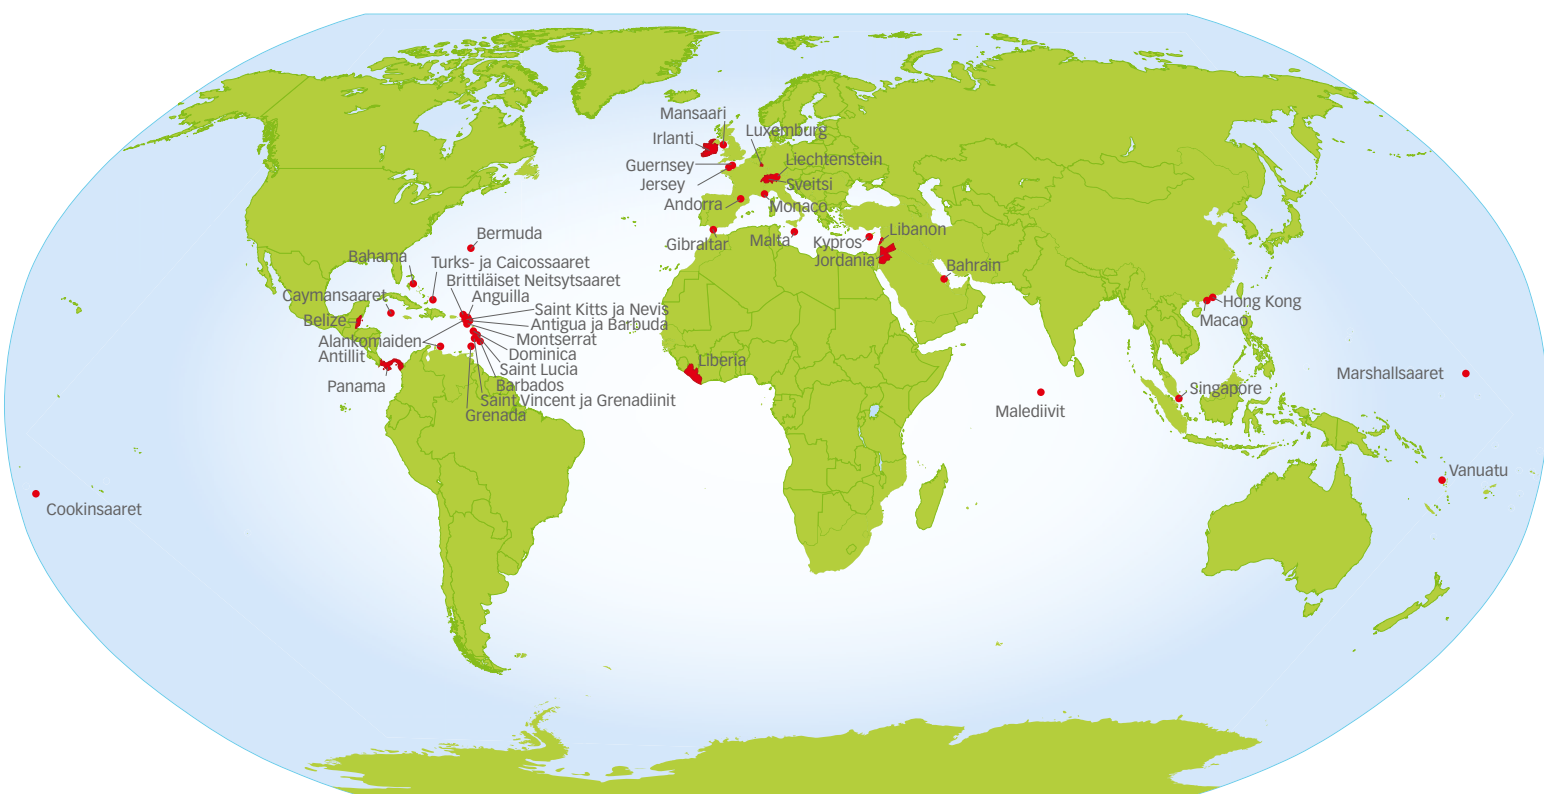 Mansaari
Luxemburg
Irlanti
Guernsey
Liechtenstein
Jersey
Sveitsi
Andorra
Monaco
Gibraltar
Malta
Kypros
Libanon
Jordania
Bahrain
Bermuda
Bahama
Turks- ja Caicossaaret
Brittiläiset Neitsytsaaret
Caymansaaret
Anguilla
Saint Kitts ja Nevis
Belize
Antigua ja Barbuda
Alankomaiden
Antillit
Montserrat
Dominica
Saint Lucia
Panama
Barbados
Saint Vincent ja Grenadiinit
Grenada
Liberia
Hong Kong
Macao
Singapore
Malediivit
Marshallsaaret
Vanuatu
Cookinsaaret